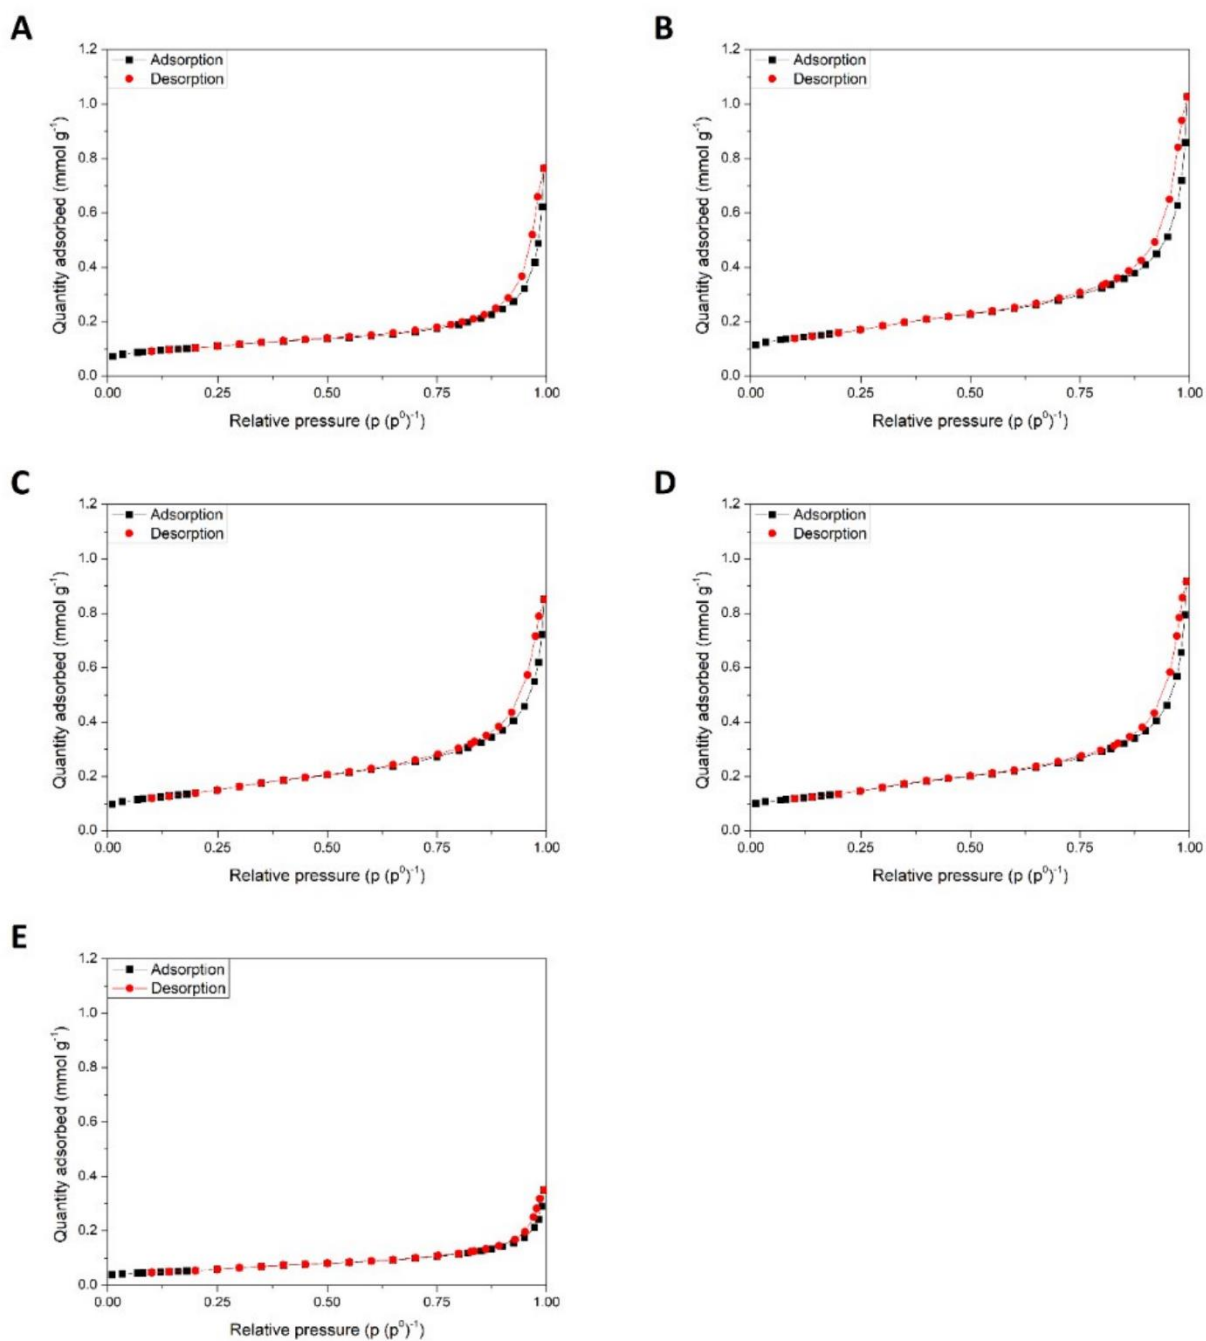 A
Adsorption
Desorption
Quantity adsorbed (mmol g⁻¹)
1.2
1.0
0.8
0.6
0.4
0.2
0.0
0.00 0.25 0.50 0.75 1.00
Relative pressure (p (p⁰)⁻¹)
B
Adsorption
Desorption
Quantity adsorbed (mmol g⁻¹)
1.2
1.0
0.8
0.6
0.4
0.2
0.0
0.00 0.25 0.50 0.75 1.00
Relative pressure (p (p⁰)⁻¹)
C
Adsorption
Desorption
Quantity adsorbed (mmol g⁻¹)
1.2
1.0
0.8
0.6
0.4
0.2
0.0
0.00 0.25 0.50 0.75 1.00
Relative pressure (p (p⁰)⁻¹)
D
Adsorption
Desorption
Quantity adsorbed (mmol g⁻¹)
1.2
1.0
0.8
0.6
0.4
0.2
0.0
0.00 0.25 0.50 0.75 1.00
Relative pressure (p (p⁰)⁻¹)
E
Adsorption
Desorption
Quantity adsorbed (mmol g⁻¹)
1.2
1.0
0.8
0.6
0.4
0.2
0.0
0.00 0.25 0.50 0.75 1.00
Relative pressure (p (p⁰)⁻¹)